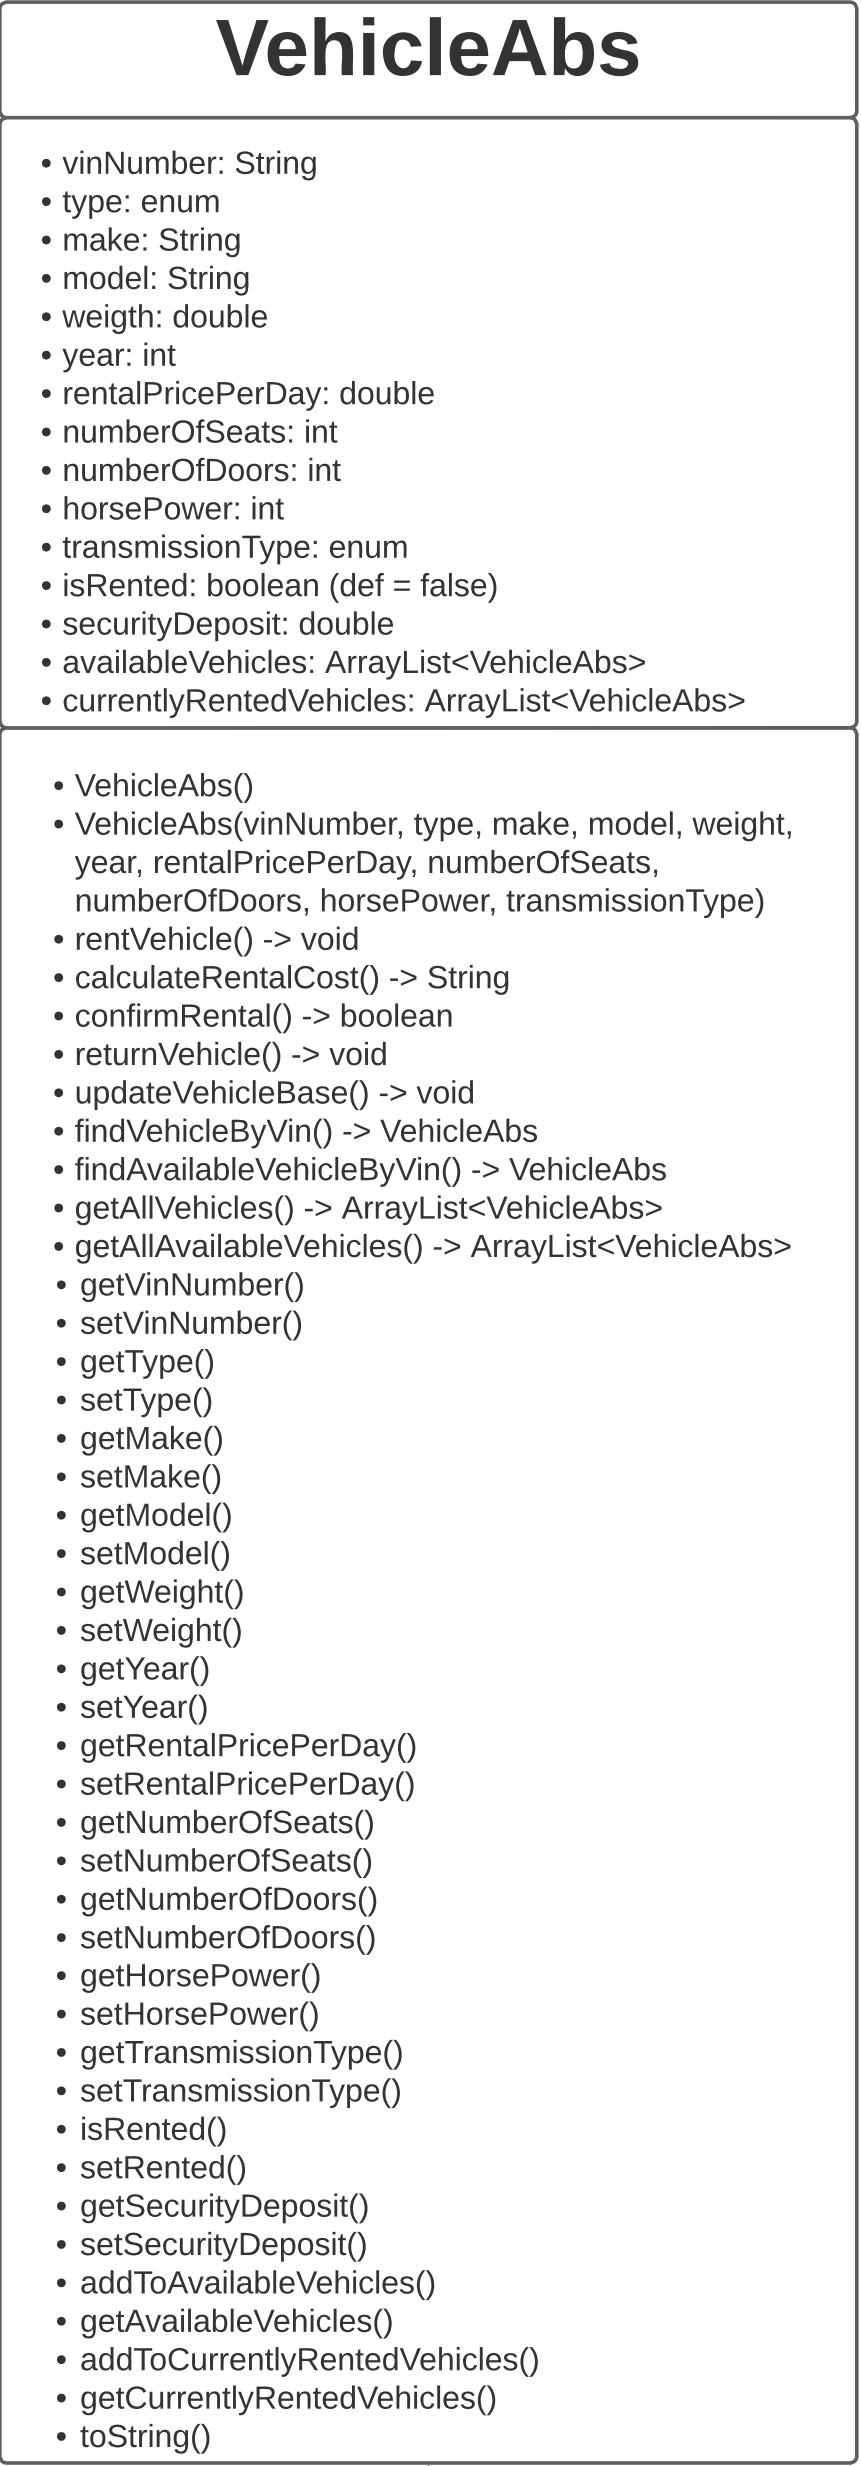 VehicleAbs
• vinNumber: String
• type: enum
• make: String
• model: String
• weigth: double
• year: int
• rentalPricePerDay: double
• numberOfSeats: int
• numberOfDoors: int
• horsePower: int
• transmissionType: enum
• isRented: boolean (def = false)
• securityDeposit: double
• availableVehicles: ArrayList<VehicleAbs>
• currentlyRentedVehicles: ArrayList<VehicleAbs>
• VehicleAbs()
• VehicleAbs(vinNumber, type, make, model, weight,
year, rentalPricePerDay, numberOfSeats,
numberOfDoors, horsePower, transmissionType)
• rentVehicle() -> void
• calculateRentalCost() -> String
• confirmRental() -> boolean
• returnVehicle() -> void
• updateVehicleBase() -> void
• findVehicleByVin() -> VehicleAbs
• findAvailableVehicleByVin() -> VehicleAbs
• getAllVehicles() -> ArrayList<VehicleAbs>
• getAllAvailableVehicles() -> ArrayList<VehicleAbs>
• getVinNumber()
• setVinNumber()
• getType()
• setType()
• getMake()
• setMake()
• getModel()
• setModel()
• getWeight()
• setWeight()
• getYear()
• setYear()
• getRentalPricePerDay()
• setRentalPricePerDay()
• getNumberOfSeats()
• setNumberOfSeats()
• getNumberOfDoors()
• setNumberOfDoors()
• getHorsePower()
• setHorsePower()
• getTransmissionType()
• setTransmissionType()
• isRented()
• setRented()
• getSecurityDeposit()
• setSecurityDeposit()
• addToAvailableVehicles()
• getAvailableVehicles()
• addToCurrentlyRentedVehicles()
• getCurrentlyRentedVehicles()
• toString()